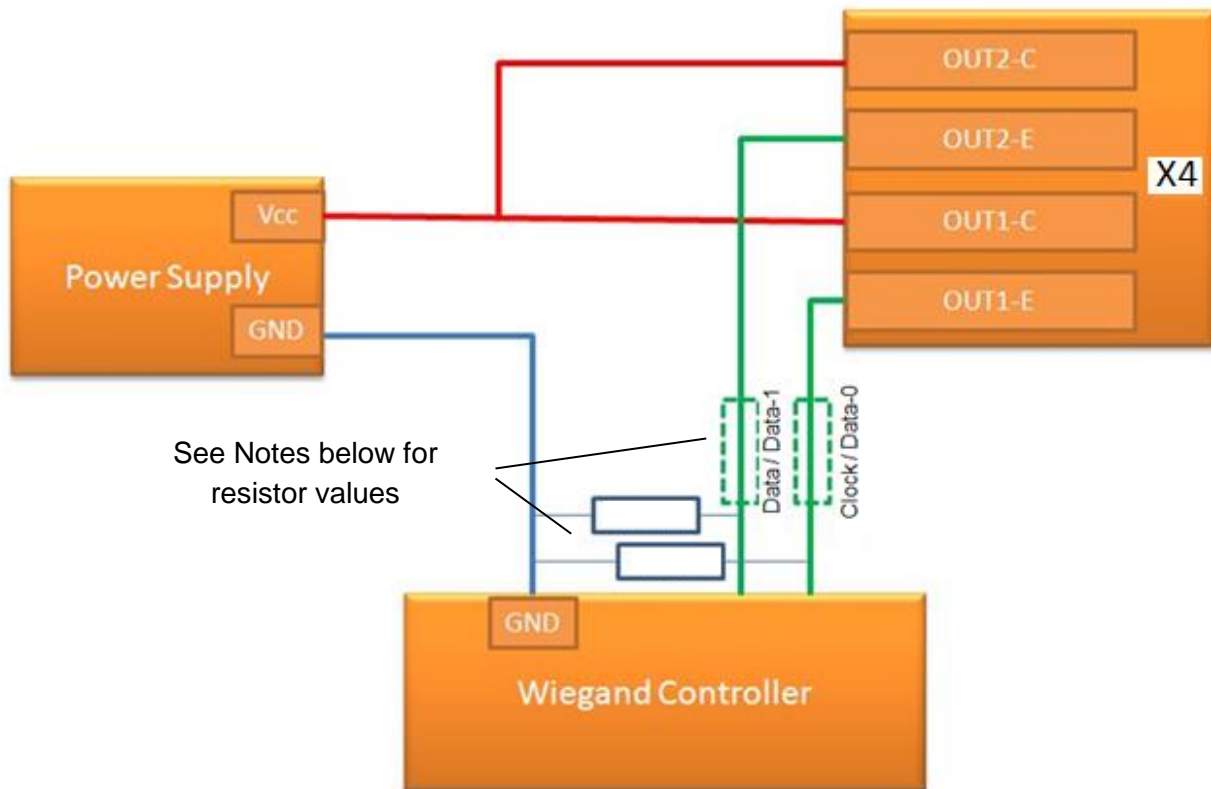 OUT2-C
OUT2-E
X4
Vcc
OUT1-C
Power Supply
OUT1-E
GND
See Notes below for
resistor values
Data / Data-1
Clock / Data-0
GND
Wiegand Controller